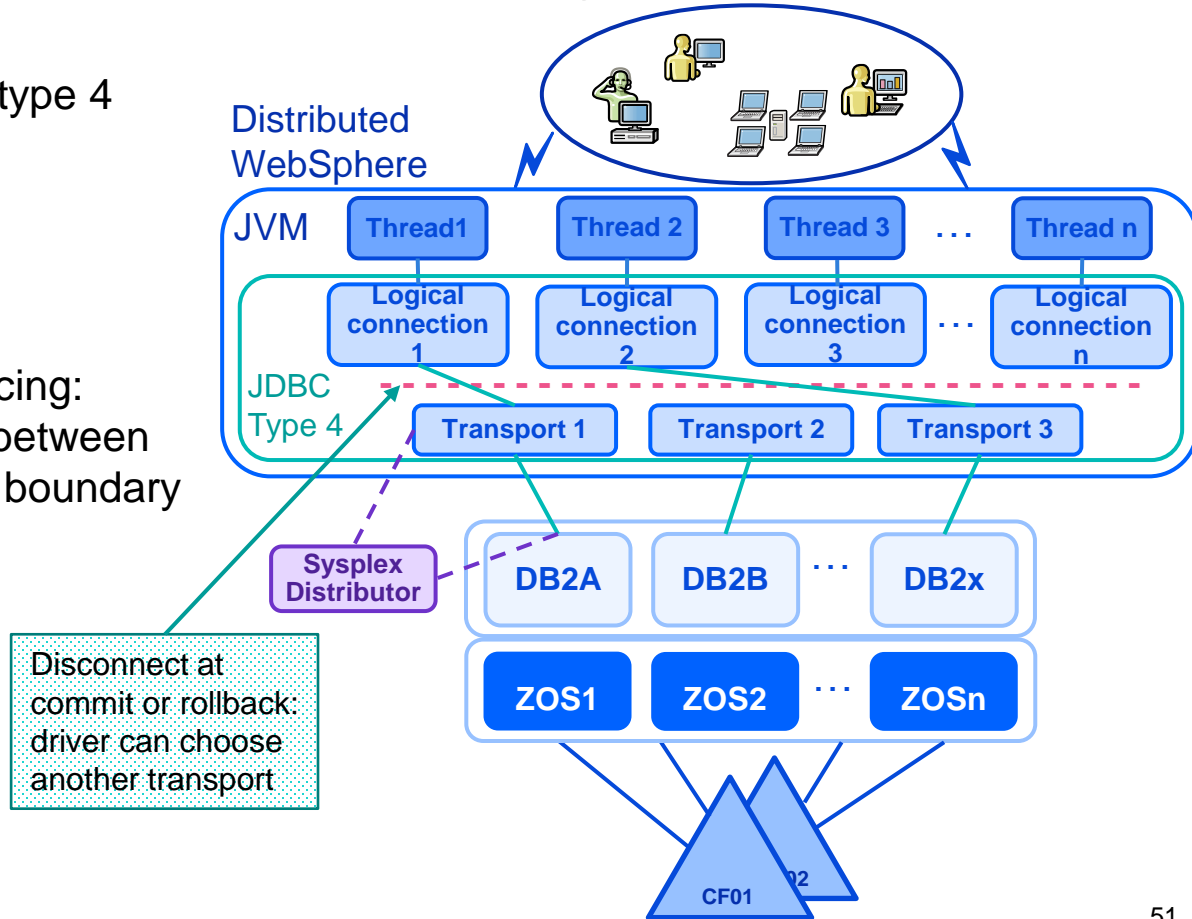 type 4
Distributed
WebSphere
JVM
Thread1
Thread 2
Thread 3
...
Thread n
Logical
connection
1
Logical
connection
2
Logical
connection
3
...
Logical
connection
n
cing:
between
boundary
JDBC
Type 4
Transport 1
Transport 2
Transport 3
Sysplex
Distributor
DB2A
DB2B
...
DB2x
Disconnect at
commit or rollback:
driver can choose
another transport
ZOS1
ZOS2
...
ZOSn
CF01
02
51